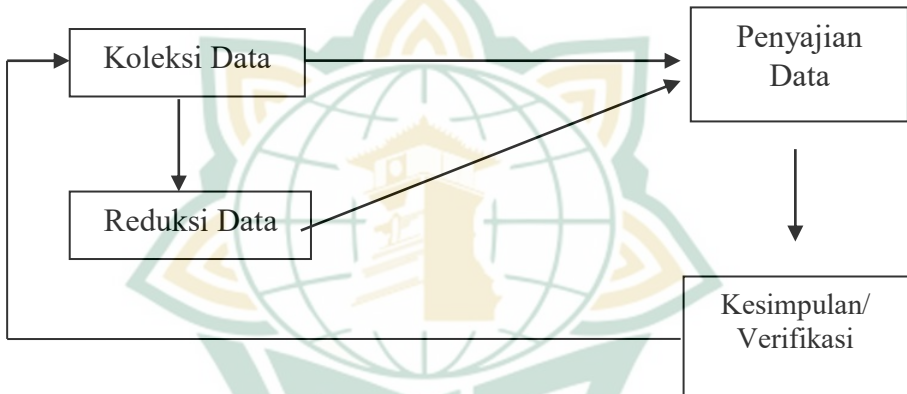 Koleksi Data
Penyajian
Data
Reduksi Data
Kesimpulan/
Verifikasi